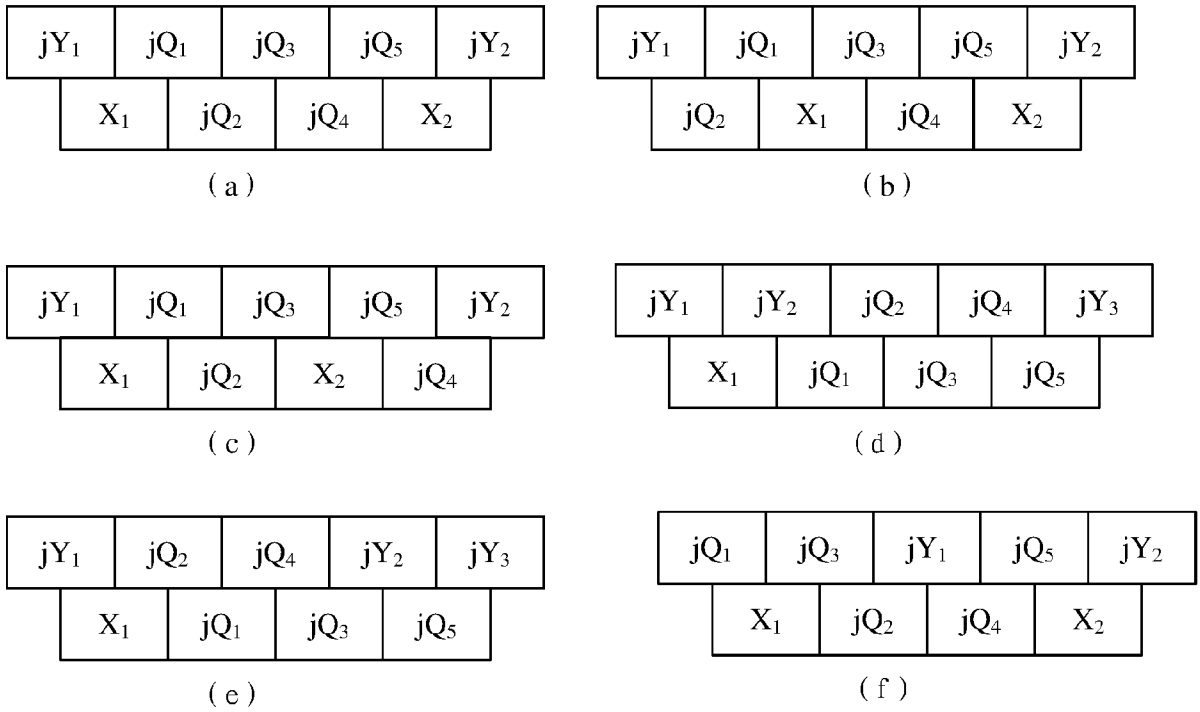 jY₁ jQ₁ jQ₃ jQ₅ jY₂
X₁ jQ₂ jQ₄ X₂
(a)
jY₁ jQ₁ jQ₃ jQ₅ jY₂
jQ₂ X₁ jQ₄ X₂
(b)
jY₁ jQ₁ jQ₃ jQ₅ jY₂
X₁ jQ₂ X₂ jQ₄
(c)
jY₁ jY₂ jQ₂ jQ₄ jY₃
X₁ jQ₁ jQ₃ jQ₅
(d)
jY₁ jQ₂ jQ₄ jY₂ jY₃
X₁ jQ₁ jQ₃ jQ₅
(e)
jQ₁ jQ₃ jY₁ jQ₅ jY₂
X₁ jQ₂ jQ₄ X₂
(f)